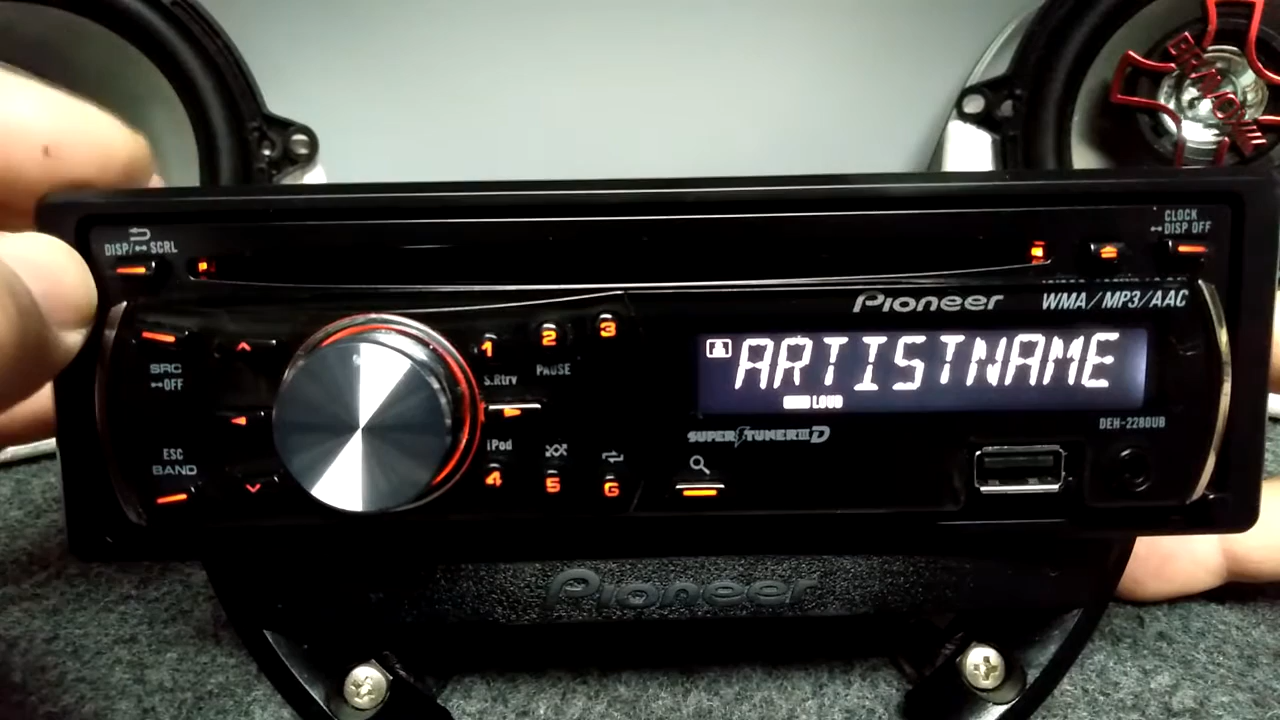 DISP/ SCRL
CLOCK
DISP OFF
Pioneer
WMA/MP3/AAC
SRC
OFF
1
2
3
PAUSE
S.Rtrv
ARTISTNAME
LOUD
DEH-2280UB
SUPER TUNER III D
ESC
BAND
iPod
4
5
6
Pioneer